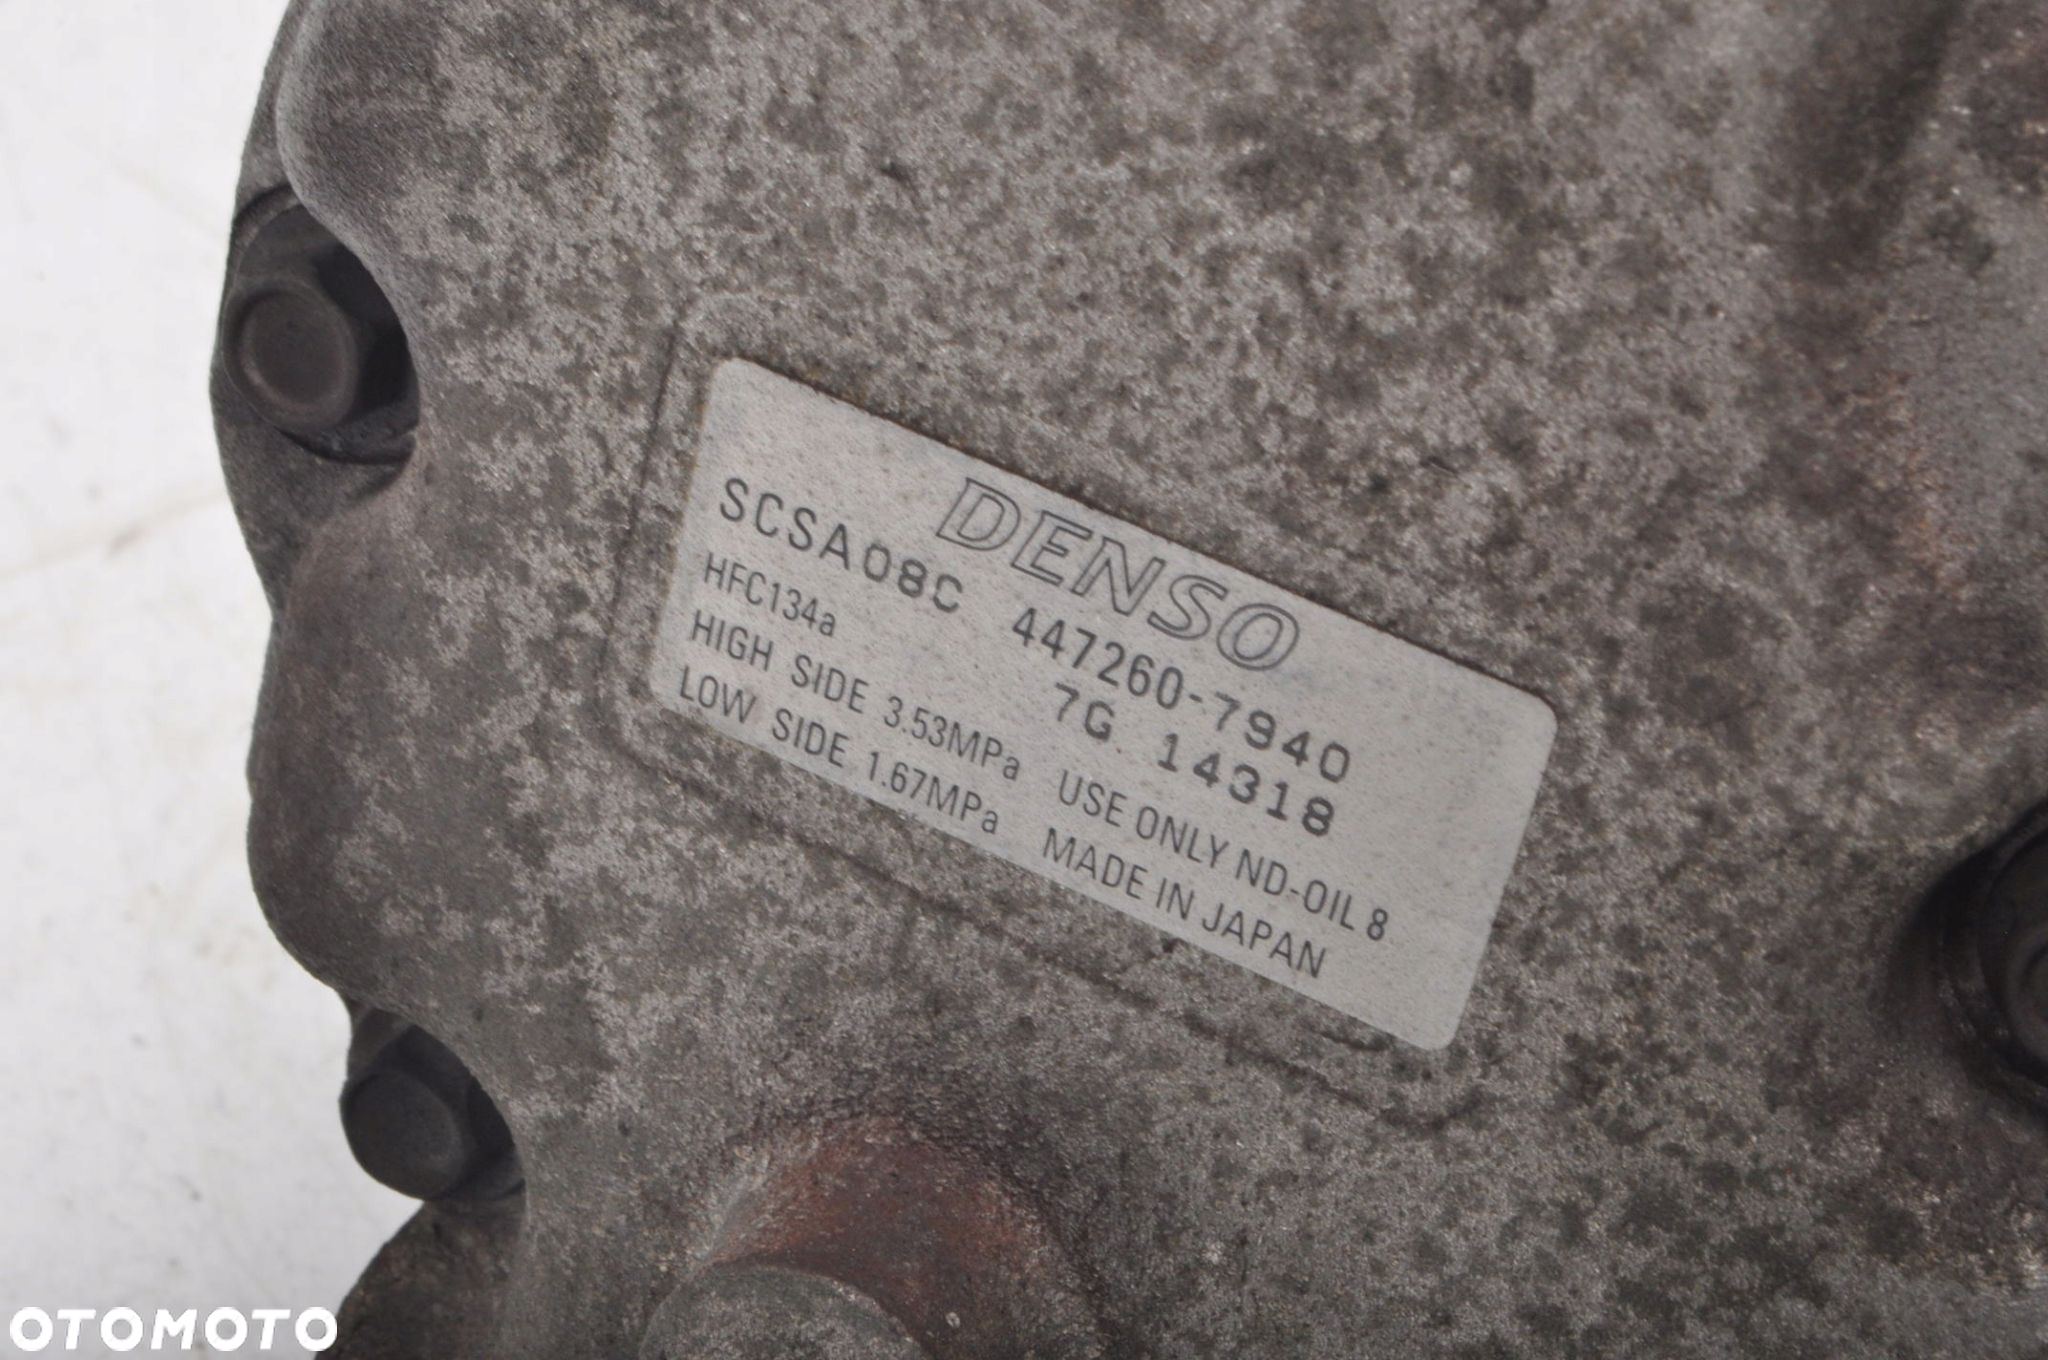 DENSO
SCSA08C 447260-7940
HFC134a 7G 14318
HIGH SIDE 3.53MPa USE ONLY ND-OIL 8
LOW SIDE 1.67MPa MADE IN JAPAN
OTOMOTO